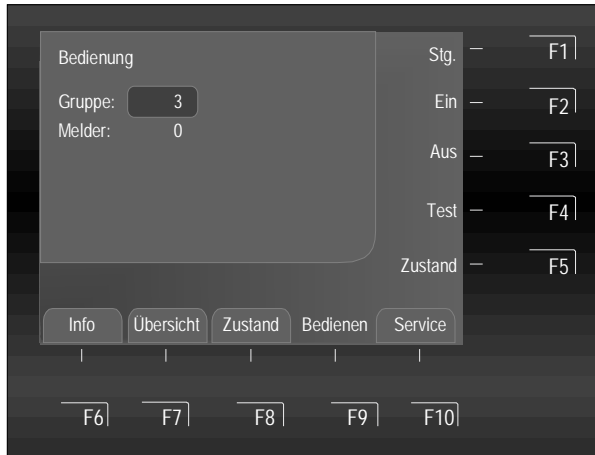 Bedienung
Gruppe: 3
Melder: 0
Stg. F1
Ein F2
Aus F3
Test F4
Zustand F5
Info Übersicht Zustand Bedienen Service
F6 F7 F8 F9 F10